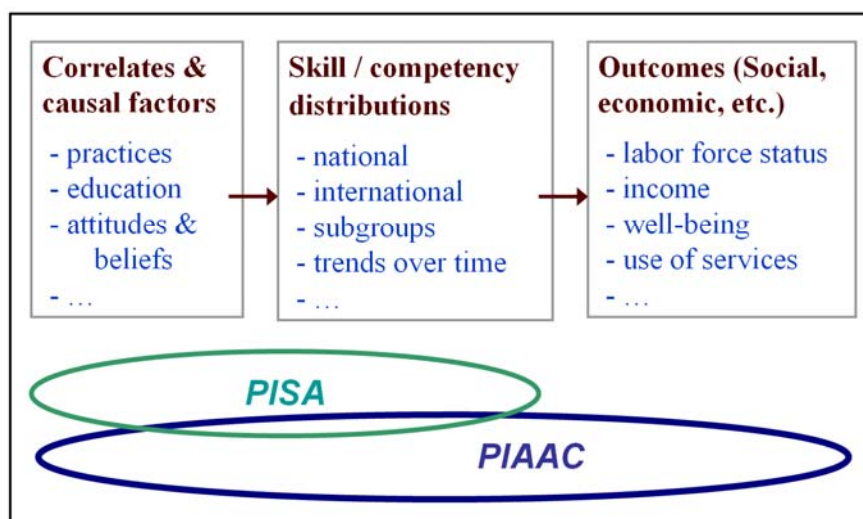 Correlates &
causal factors
- practices
- education
- attitudes &
beliefs
- ...
Skill / competency
distributions
- national
- international
- subgroups
- trends over time
- ...
Outcomes (Social,
economic, etc.)
- labor force status
- income
- well-being
- use of services
- ...
PISA
PIAAC